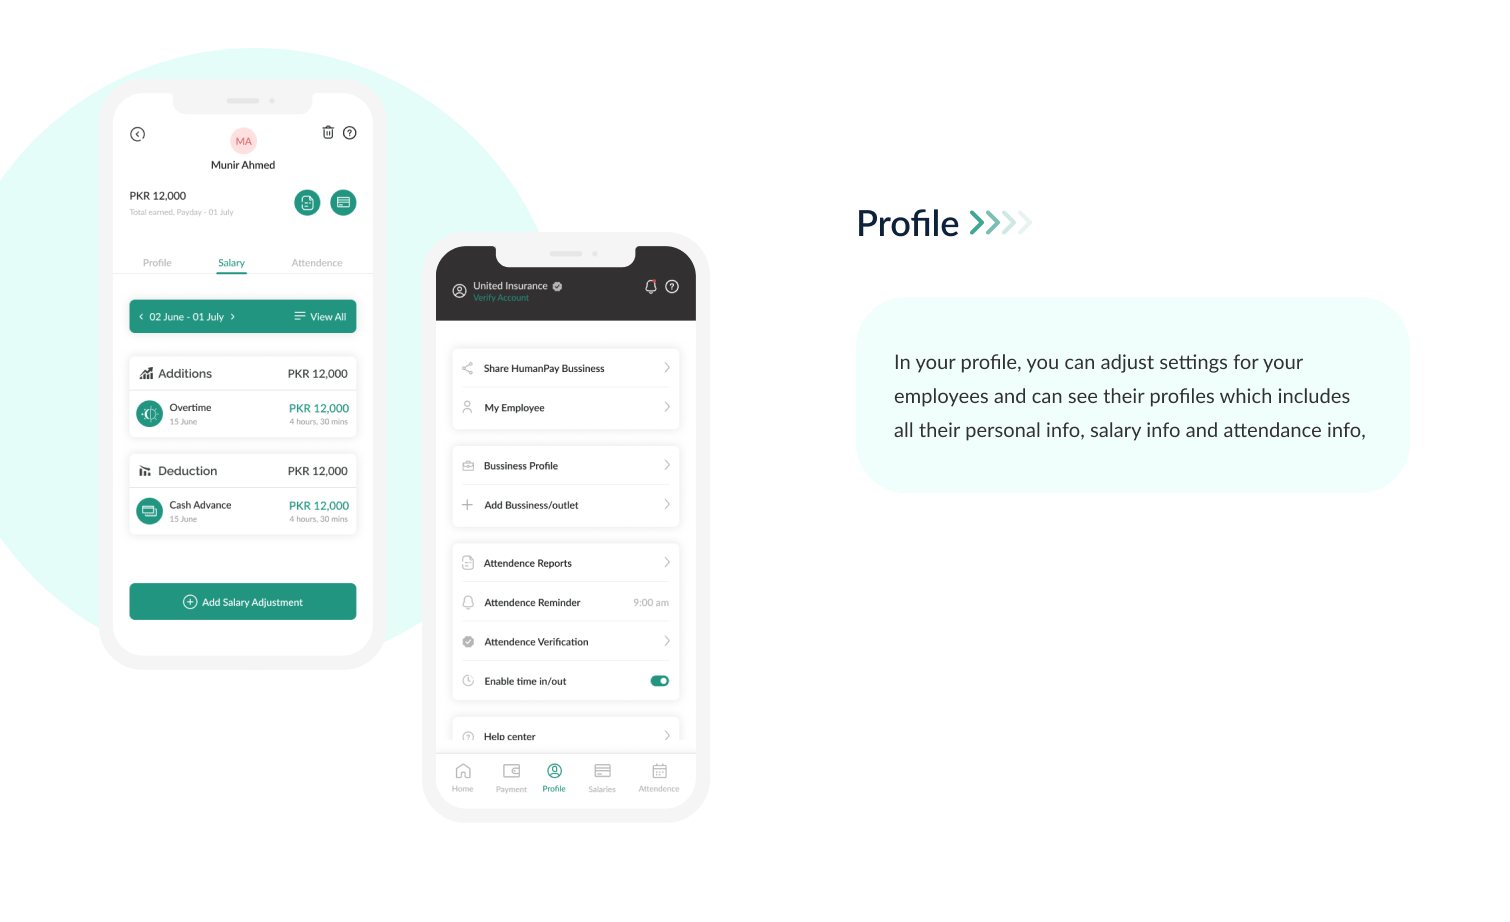 MA
Munir Ahmed
PKR 12,000
Total earned, Payday - 01 July
Profile Salary Attendence
02 June - 01 July View All
Additions PKR 12,000
Overtime PKR 12,000
15 June 4 hours, 30 mins
Deduction PKR 12,000
Cash Advance PKR 12,000
15 June 4 hours, 30 mins
Add Salary Adjustment
United Insurance
Verify Account
Share HumanPay Bussiness
My Employee
Bussiness Profile
Add Bussiness/outlet
Attendence Reports
Attendence Reminder 9:00 am
Attendence Verification
Enable time in/out
Help center
Home Payment Profile Salaries Attendence
Profile
In your profile, you can adjust settings for your
employees and can see their profiles which includes
all their personal info, salary info and attendance info,